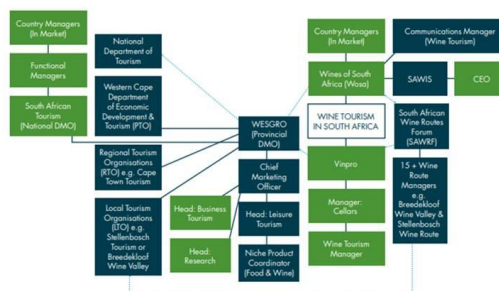 Country Managers
(In Market)
Functional
Managers
South African
Tourism
(National DMO)
National
Department of
Tourism
Western Cape
Department
of Economic
Development &
Tourism (PTO)
Regional Tourism
Organisations
(RTO) e.g. Cape
Town Tourism
Local Tourism
Organisations
(LTO) e.g.
Stellenbosch
Tourism or
Breedekloof
Wine Valley
WESGRO
(Provincial
DMO)
Chief
Marketing
Officer
Head: Business
Tourism
Head:
Research
Head: Leisure
Tourism
Niche Product
Coordinator
(Food & Wine)
Country Managers
(In Market)
Wines of South
Africa (Wosa)
WINE TOURISM
IN SOUTH AFRICA
Vinpro
Manager:
Cellars
Wine Tourism
Manager
Communications Manager
(Wine Tourism)
SAWIS
CEO
South African
Wine Routes
Forum
(SAWRF)
15 + Wine
Route
Managers
e.g.
Breedekloof
Wine Valley &
Stellenbosch
Wine Route